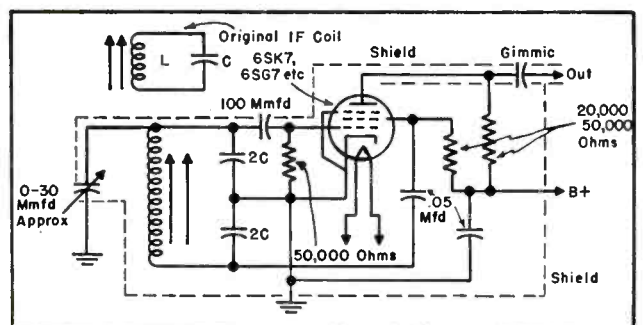 Original IF Coil
L
C
6SK7,
6SG7 etc
Shield
Gimmic
Out
100 Mmfd
20,000
50,000
Ohms
2C
0-30
Mmfd
Approx
B+
.05
Mfd
2C
50,000 Ohms
Shield